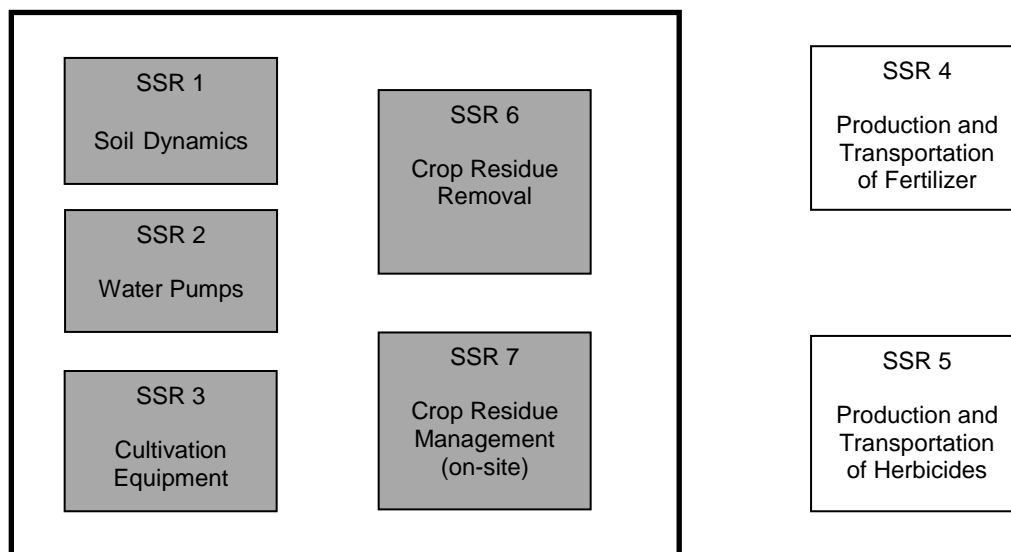 SSR 1
Soil Dynamics
SSR 2
Water Pumps
SSR 3
Cultivation
Equipment
SSR 6
Crop Residue
Removal
SSR 7
Crop Residue
Management
(on-site)
SSR 4
Production and
Transportation
of Fertilizer
SSR 5
Production and
Transportation
of Herbicides